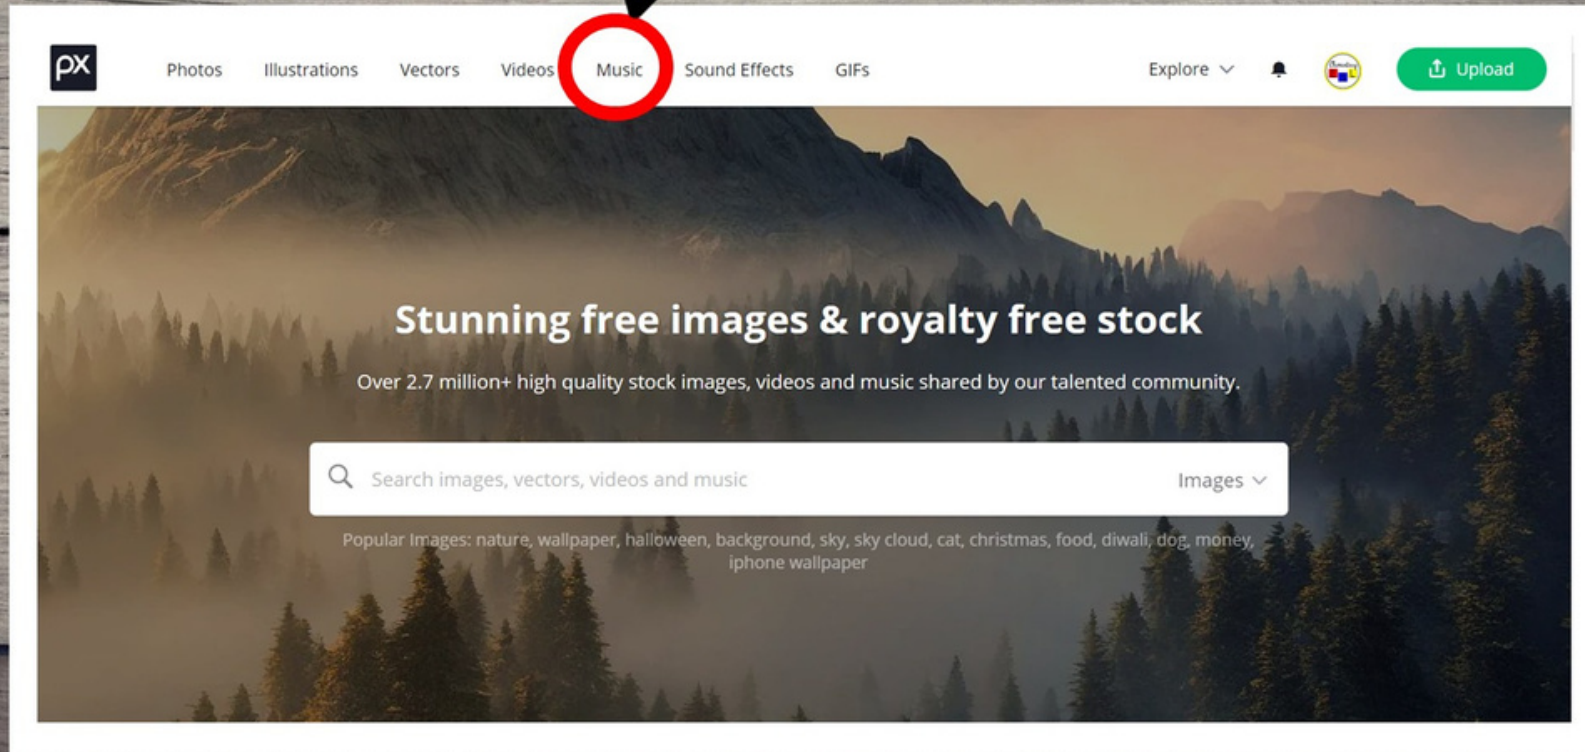 px
Photos Illustrations Vectors Videos Music Sound Effects GIFs Explore Upload
Stunning free images & royalty free stock
Over 2.7 million+ high quality stock images, videos and music shared by our talented community.
Search images, vectors, videos and music Images
Popular Images: nature, wallpaper, halloween, background, sky, sky cloud, cat, christmas, food, diwali, dog, money,
iphone wallpaper